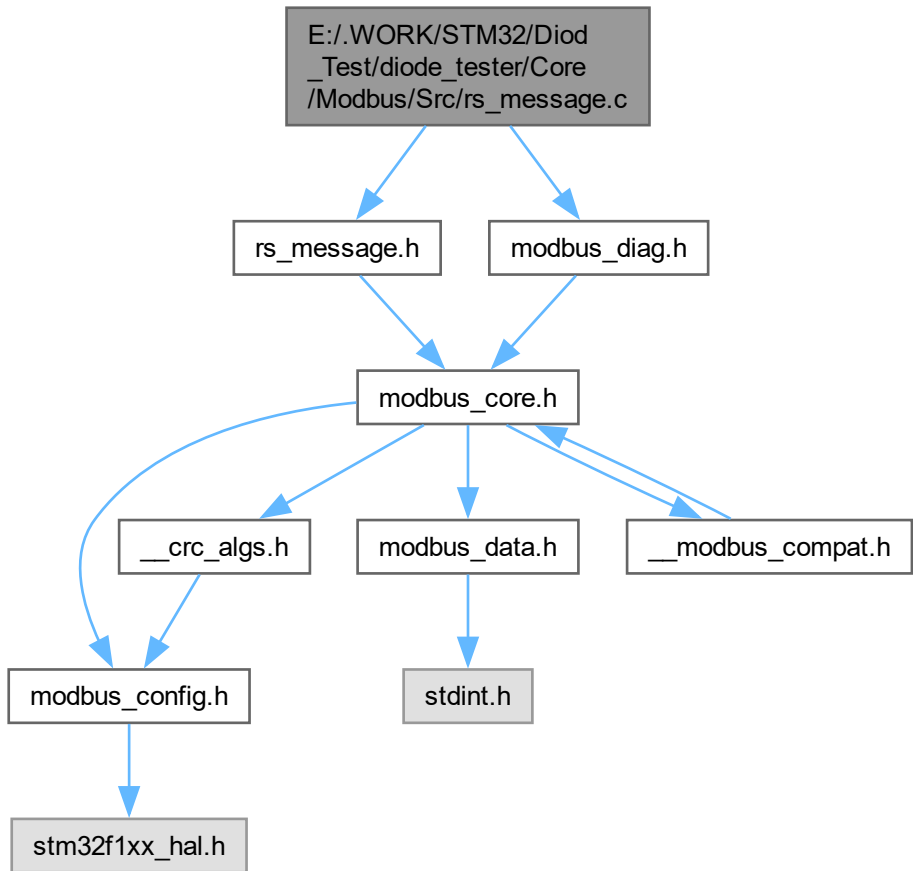 E:/.WORK/STM32/Diod
_Test/diode_tester/Core
/Modbus/Src/rs_message.c
rs_message.h
modbus_diag.h
modbus_core.h
__crc_algs.h
modbus_data.h
__modbus_compat.h
modbus_config.h
stdint.h
stm32f1xx_hal.h